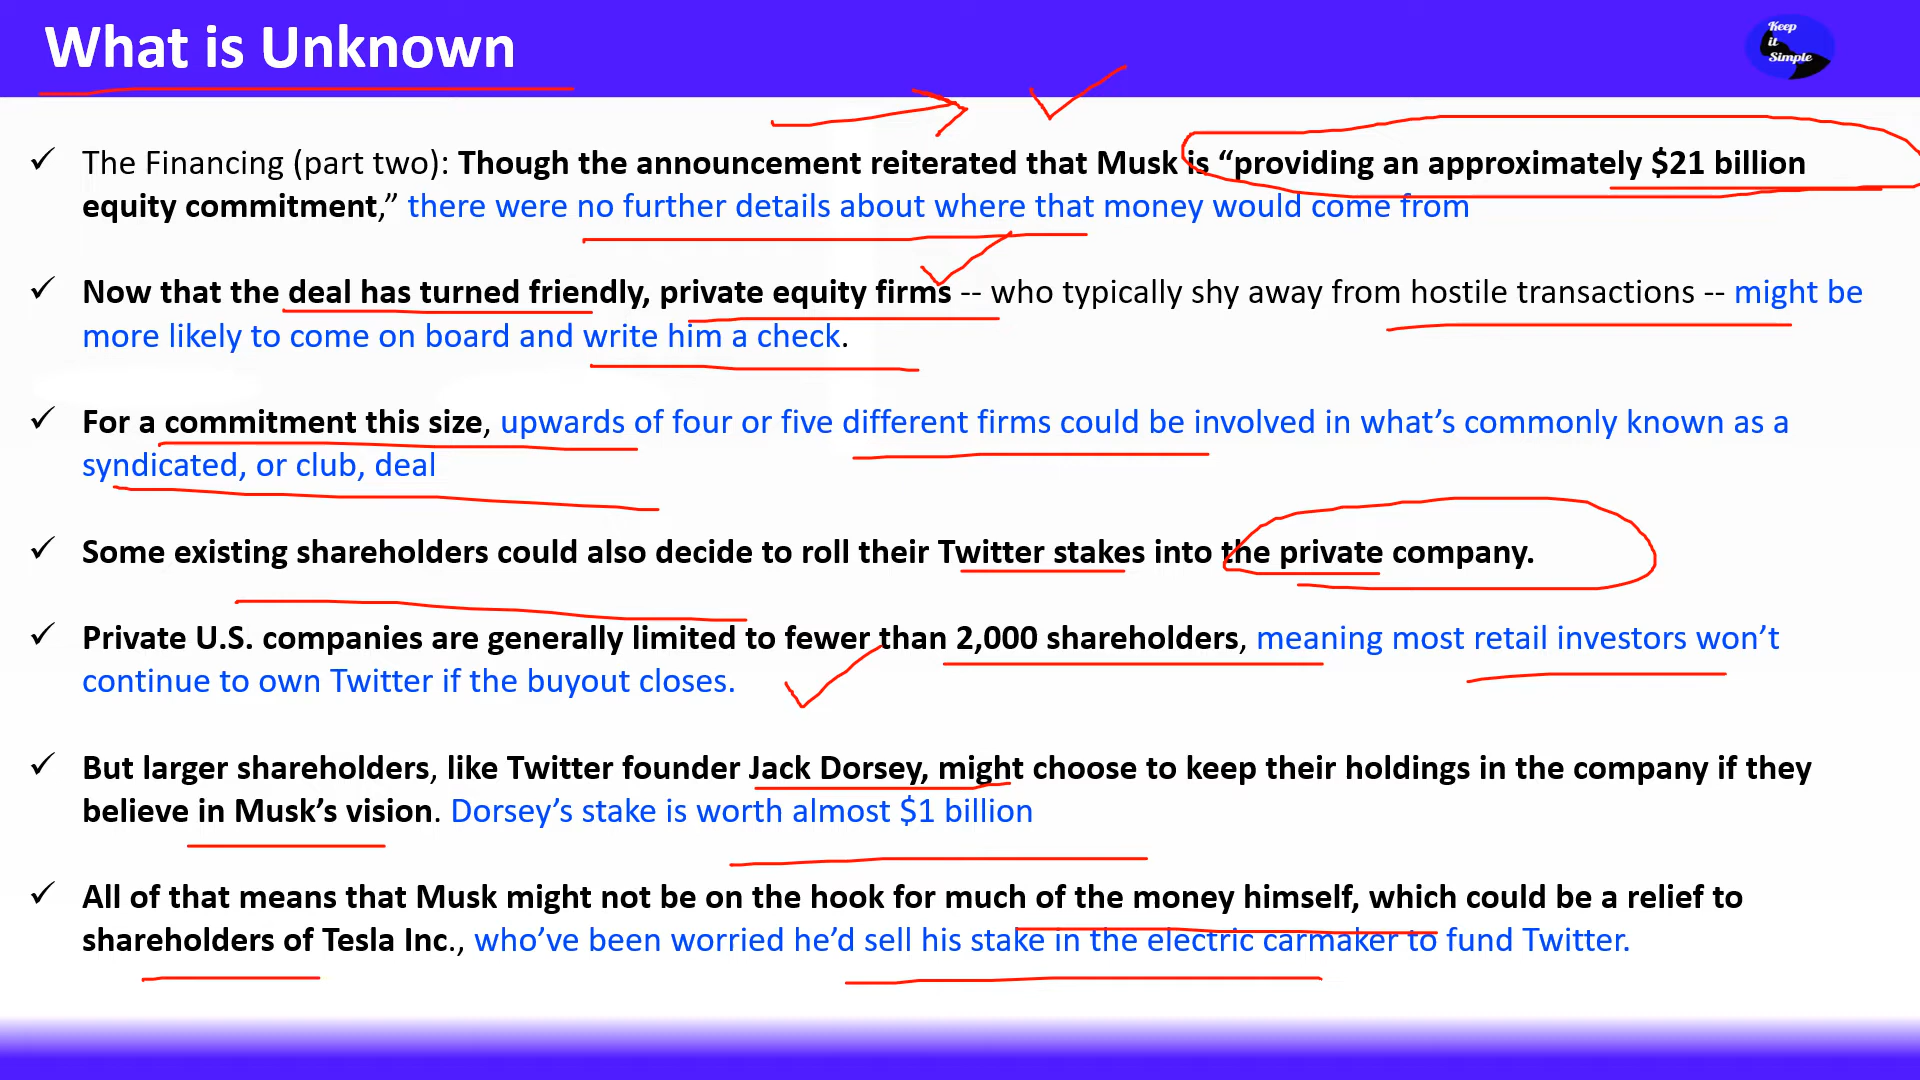 What is Unknown
Keep
it
Simple
The Financing (part two): Though the announcement reiterated that Musk is “providing an approximately $21 billion
equity commitment,” there were no further details about where that money would come from
Now that the deal has turned friendly, private equity firms -- who typically shy away from hostile transactions -- might be
more likely to come on board and write him a check.
For a commitment this size, upwards of four or five different firms could be involved in what’s commonly known as a
syndicated, or club, deal
Some existing shareholders could also decide to roll their Twitter stakes into the private company.
Private U.S. companies are generally limited to fewer than 2,000 shareholders, meaning most retail investors won’t
continue to own Twitter if the buyout closes.
But larger shareholders, like Twitter founder Jack Dorsey, might choose to keep their holdings in the company if they
believe in Musk’s vision. Dorsey’s stake is worth almost $1 billion
All of that means that Musk might not be on the hook for much of the money himself, which could be a relief to
shareholders of Tesla Inc., who’ve been worried he’d sell his stake in the electric carmaker to fund Twitter.